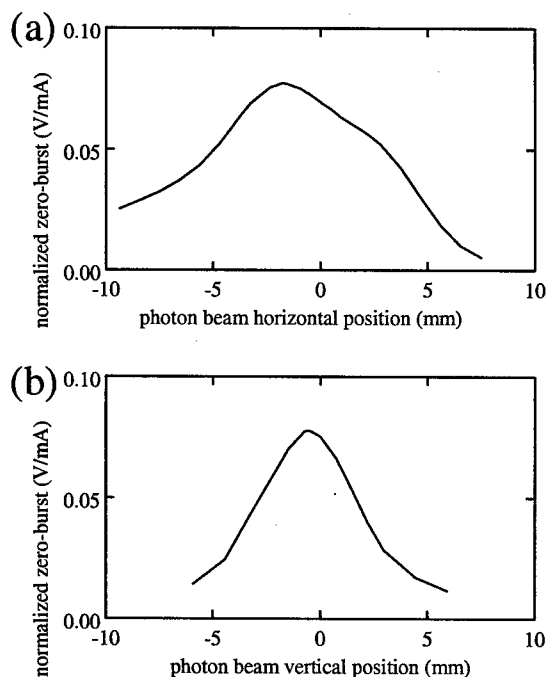 (a)
0.10
0.05
0.00
normalized zero-burst (V/mA)
-10 -5 0 5 10
photon beam horizontal position (mm)
(b)
0.10
0.05
0.00
normalized zero-burst (V/mA)
-10 -5 0 5 10
photon beam vertical position (mm)